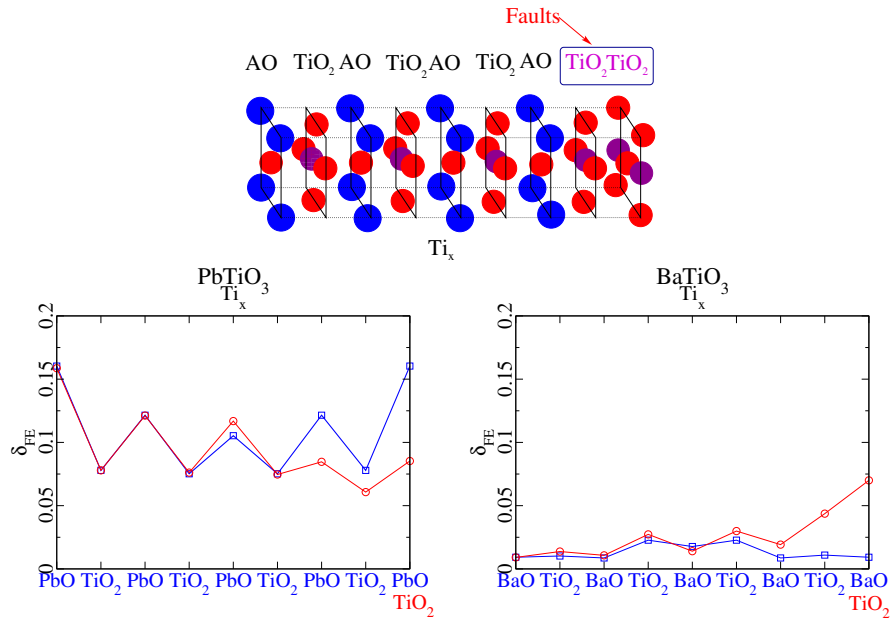 Faults
AO TiO₂ AO TiO₂ AO TiO₂ AO TiO₂TiO₂
Tiₓ
PbTiO₃
Tiₓ
0.2
0.15
0.1
0.05
0
δFE
PbO TiO₂ PbO TiO₂ PbO TiO₂ PbO TiO₂ PbO
TiO₂
BaTiO₃
Tiₓ
0.2
0.15
0.1
0.05
0
δFE
BaO TiO₂ BaO TiO₂ BaO TiO₂ BaO TiO₂ BaO
TiO₂